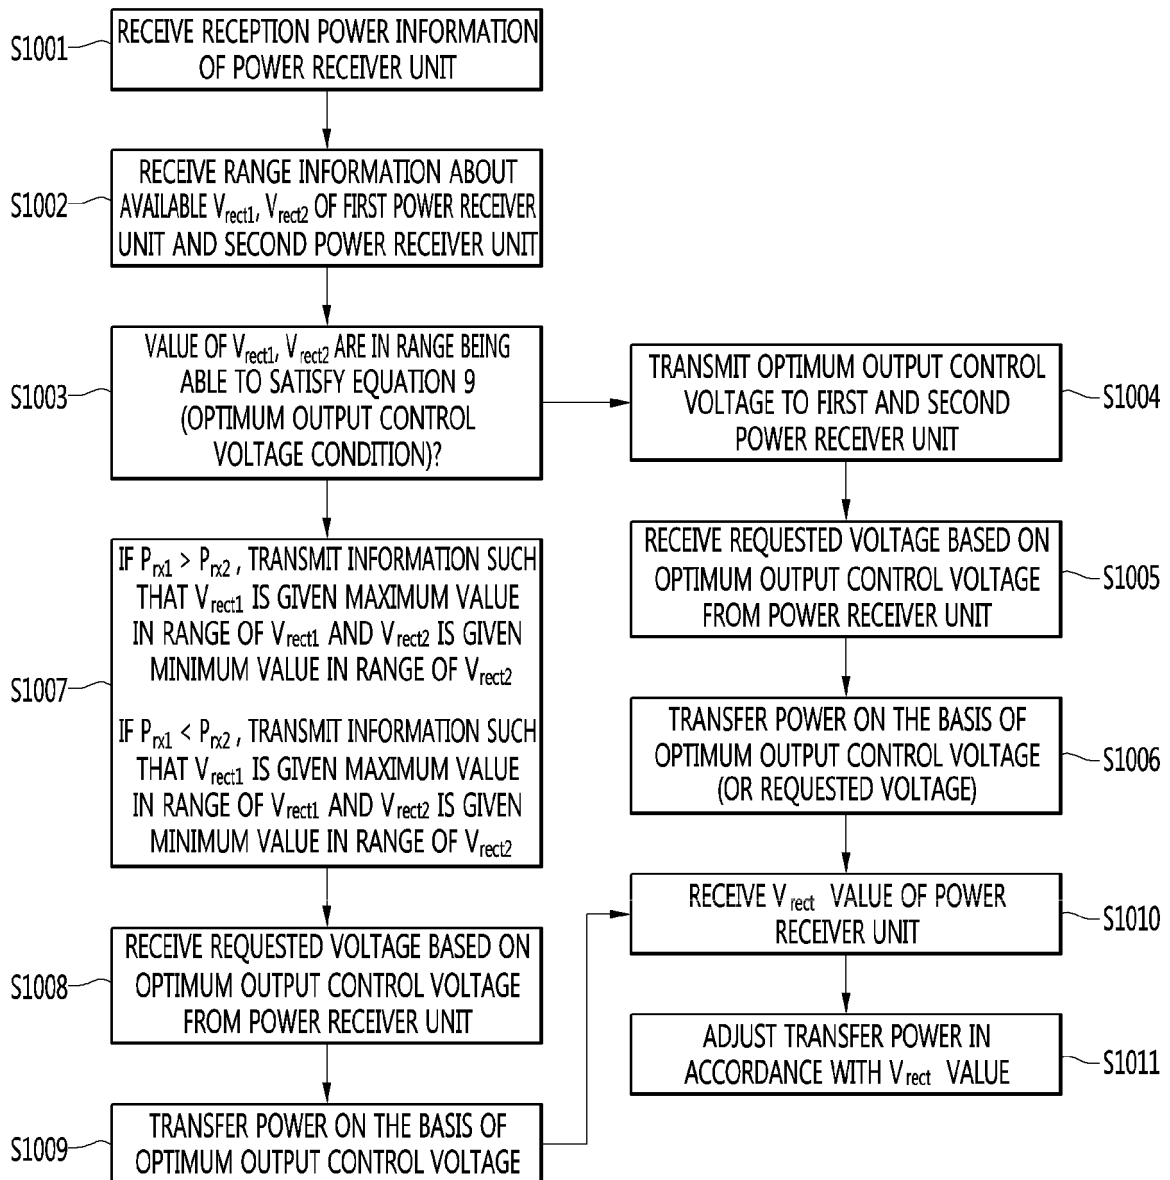 S1001
RECEIVE RECEPTION POWER INFORMATION
OF POWER RECEIVER UNIT
S1002
RECEIVE RANGE INFORMATION ABOUT
AVAILABLE Vrect1, Vrect2 OF FIRST POWER RECEIVER
UNIT AND SECOND POWER RECEIVER UNIT
S1003
VALUE OF Vrect1, Vrect2 ARE IN RANGE BEING
ABLE TO SATISFY EQUATION 9
(OPTIMUM OUTPUT CONTROL
VOLTAGE CONDITION)?
S1007
IF Prx1 > Prx2 , TRANSMIT INFORMATION SUCH
THAT Vrect1 IS GIVEN MAXIMUM VALUE
IN RANGE OF Vrect1 AND Vrect2 IS GIVEN
MINIMUM VALUE IN RANGE OF Vrect2
IF Prx1 < Prx2 , TRANSMIT INFORMATION SUCH
THAT Vrect1 IS GIVEN MAXIMUM VALUE
IN RANGE OF Vrect1 AND Vrect2 IS GIVEN
MINIMUM VALUE IN RANGE OF Vrect2
S1008
RECEIVE REQUESTED VOLTAGE BASED ON
OPTIMUM OUTPUT CONTROL VOLTAGE
FROM POWER RECEIVER UNIT
S1009
TRANSFER POWER ON THE BASIS OF
OPTIMUM OUTPUT CONTROL VOLTAGE
TRANSMIT OPTIMUM OUTPUT CONTROL
VOLTAGE TO FIRST AND SECOND
POWER RECEIVER UNIT
S1004
RECEIVE REQUESTED VOLTAGE BASED ON
OPTIMUM OUTPUT CONTROL VOLTAGE
FROM POWER RECEIVER UNIT
S1005
TRANSFER POWER ON THE BASIS OF
OPTIMUM OUTPUT CONTROL VOLTAGE
(OR REQUESTED VOLTAGE)
S1006
RECEIVE Vrect VALUE OF POWER
RECEIVER UNIT
S1010
ADJUST TRANSFER POWER IN
ACCORDANCE WITH Vrect VALUE
S1011